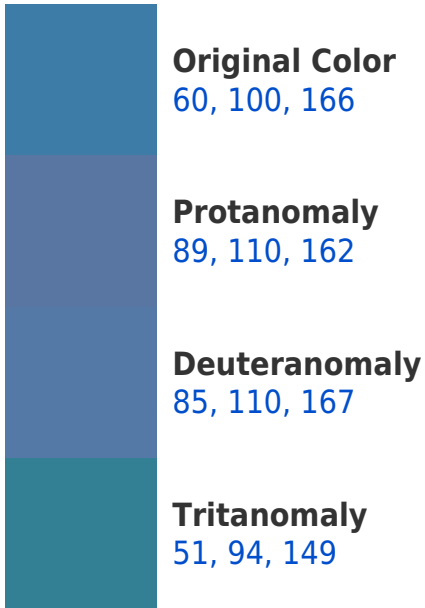 Original Color
60, 100, 166
Protanomaly
89, 110, 162
Deuteranomaly
85, 110, 167
Tritanomaly
51, 94, 149